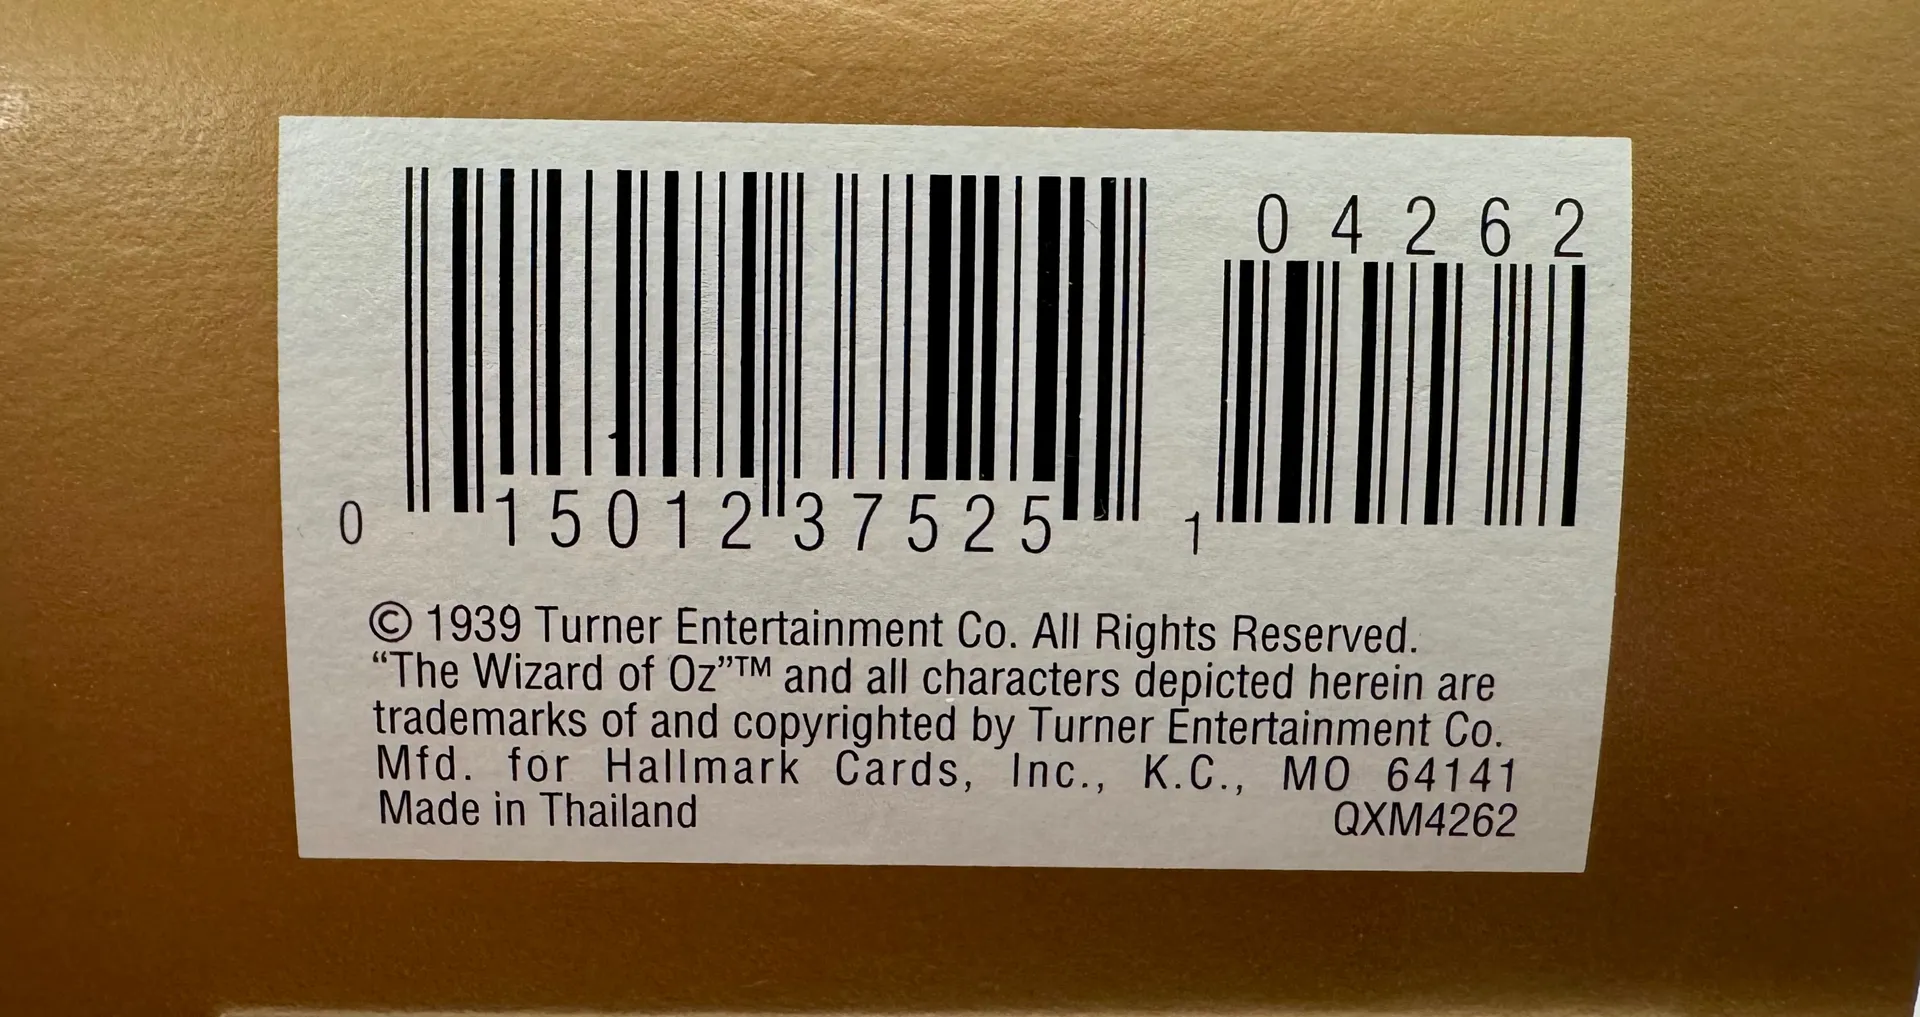 04262
0 15012 37525 1
© 1939 Turner Entertainment Co. All Rights Reserved.
“The Wizard of Oz”™ and all characters depicted herein are
trademarks of and copyrighted by Turner Entertainment Co.
Mfd. for Hallmark Cards, Inc., K.C., MO 64141
Made in Thailand QXM4262